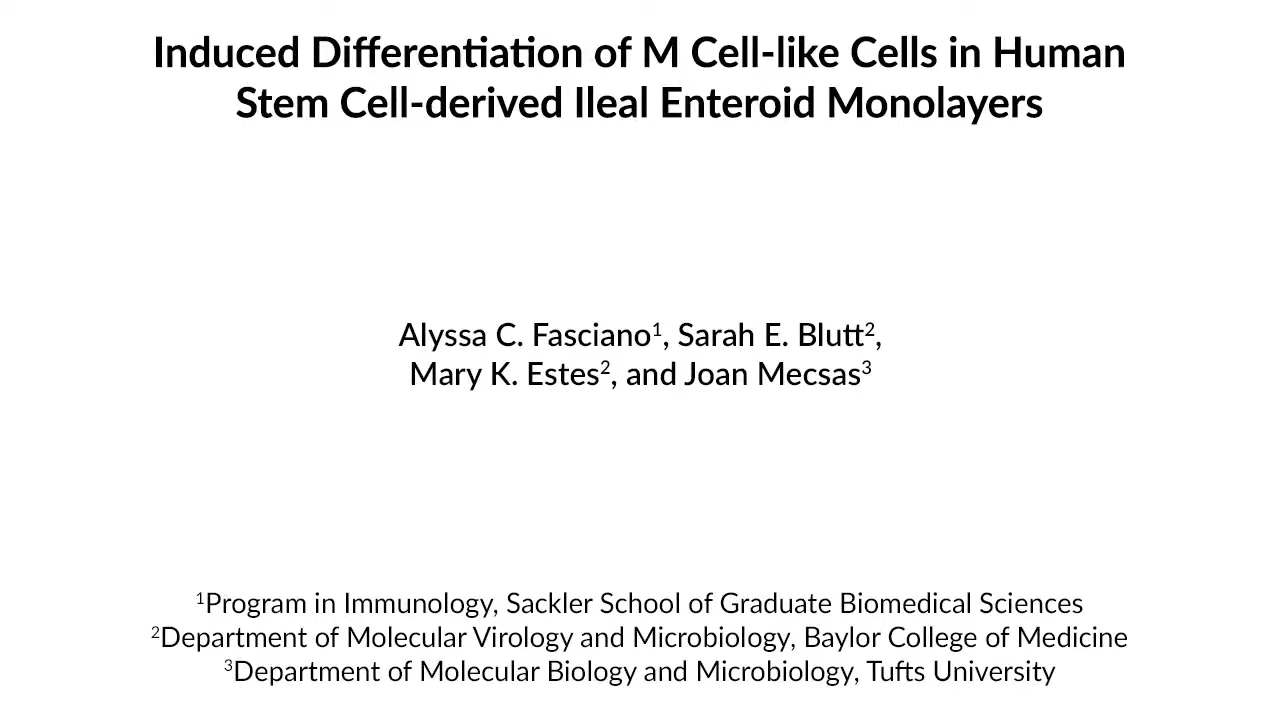 Induced Differentiation of M Cell-like Cells in Human
Stem Cell-derived Ileal Enteroid Monolayers
Alyssa C. Fasciano¹, Sarah E. Blutt²,
Mary K. Estes², and Joan Mecsas³
¹Program in Immunology, Sackler School of Graduate Biomedical Sciences
²Department of Molecular Virology and Microbiology, Baylor College of Medicine
³Department of Molecular Biology and Microbiology, Tufts University